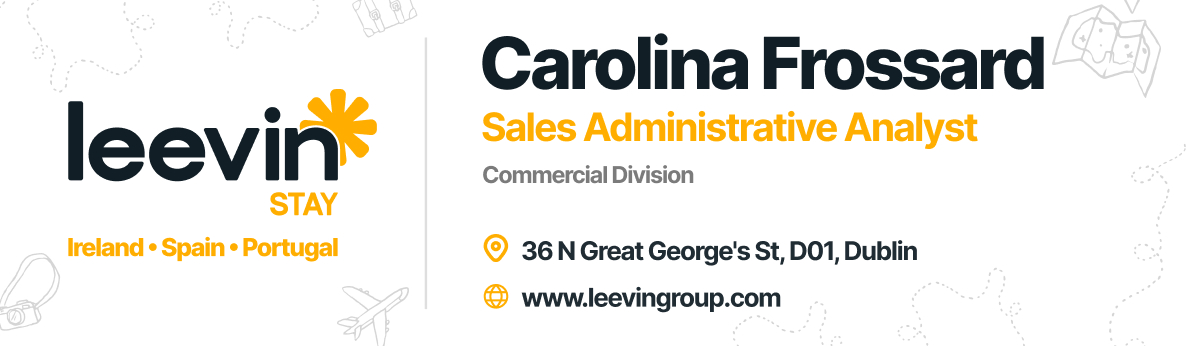 leevin
STAY
Ireland • Spain • Portugal
Carolina Frossard
Sales Administrative Analyst
Commercial Division
36 N Great George's St, D01, Dublin
www.leevingroup.com